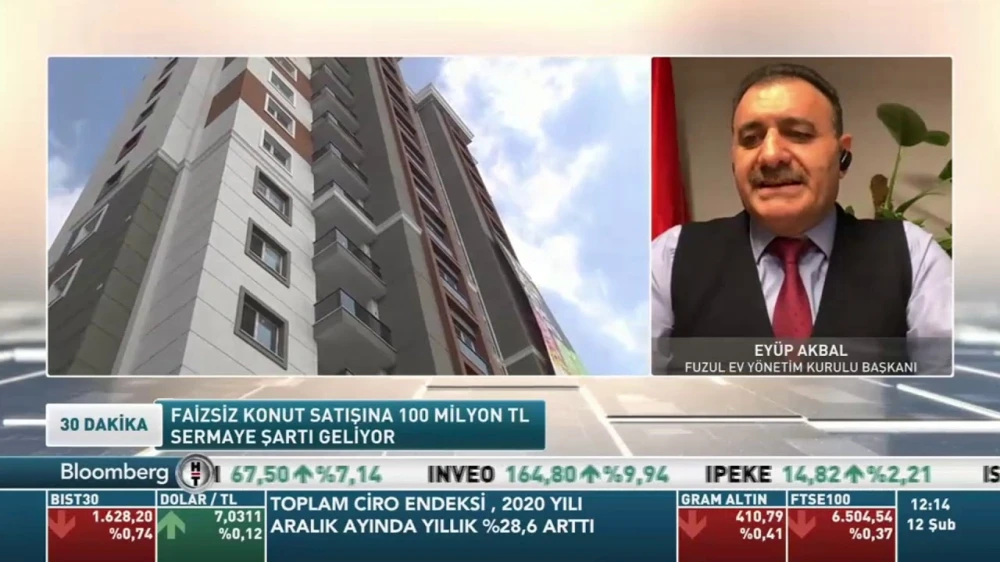 EYÜP AKBAL
FUZUL EV YÖNETİM KURULU BAŞKANI
30 DAKİKA
FAİZSİZ KONUT SATIŞINA 100 MİLYON TL
SERMAYE ŞARTI GELİYOR
Bloomberg HT 67,50 %7,14 INVEO 164,80 %9,94 IPEKE 14,82 %2,21 IS
BIST30
1.628,20
%0,74
DOLAR / TL
7,0311
%0,12
TOPLAM CİRO ENDEKSİ , 2020 YILI
ARALIK AYINDA YILLIK %28,6 ARTTI
GRAM ALTIN
410,79
%0,41
FTSE100
6.504,54
%0,37
12:14
12 Şub